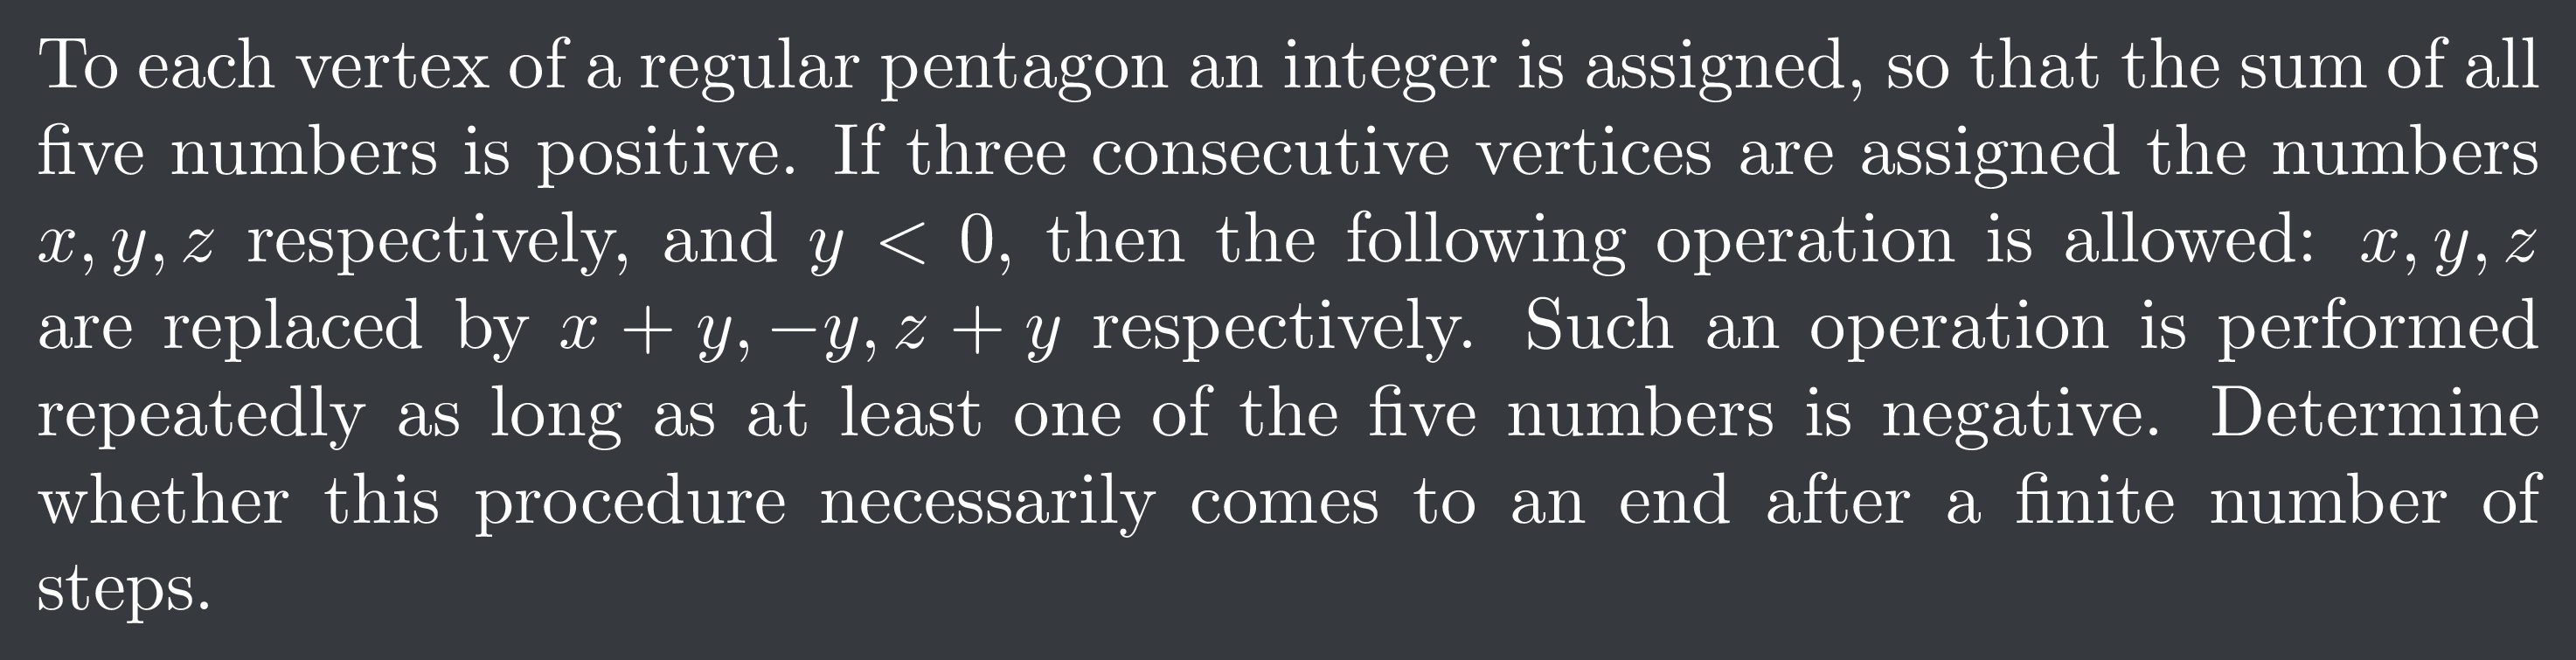 To each vertex of a regular pentagon an integer is assigned, so that the sum of all
five numbers is positive. If three consecutive vertices are assigned the numbers
x, y, z respectively, and y < 0, then the following operation is allowed: x, y, z
are replaced by x + y, −y, z + y respectively. Such an operation is performed
repeatedly as long as at least one of the five numbers is negative. Determine
whether this procedure necessarily comes to an end after a finite number of
steps.